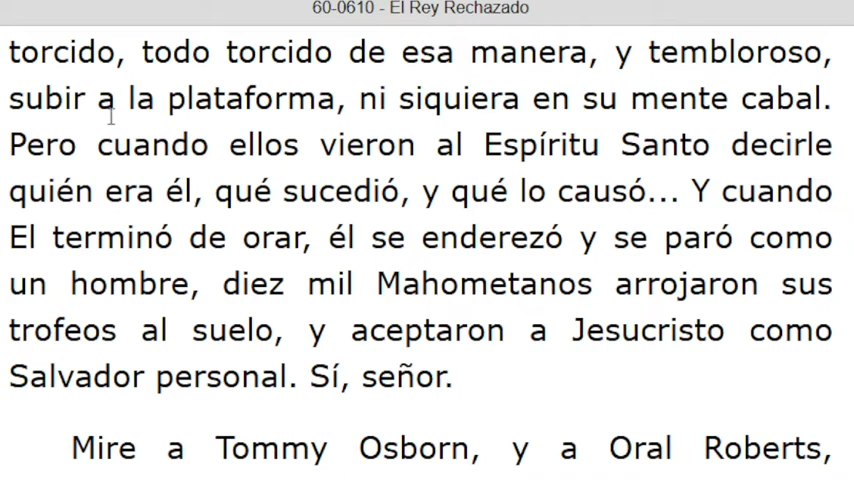 60-0610 - El Rey Rechazado
torcido, todo torcido de esa manera, y tembloroso,
subir a la plataforma, ni siquiera en su mente cabal.
Pero cuando ellos vieron al Espíritu Santo decirle
quién era él, qué sucedió, y qué lo causó... Y cuando
El terminó de orar, él se enderezó y se paró como
un hombre, diez mil Mahometanos arrojaron sus
trofeos al suelo, y aceptaron a Jesucristo como
Salvador personal. Sí, señor.
Mire a Tommy Osborn, y a Oral Roberts,